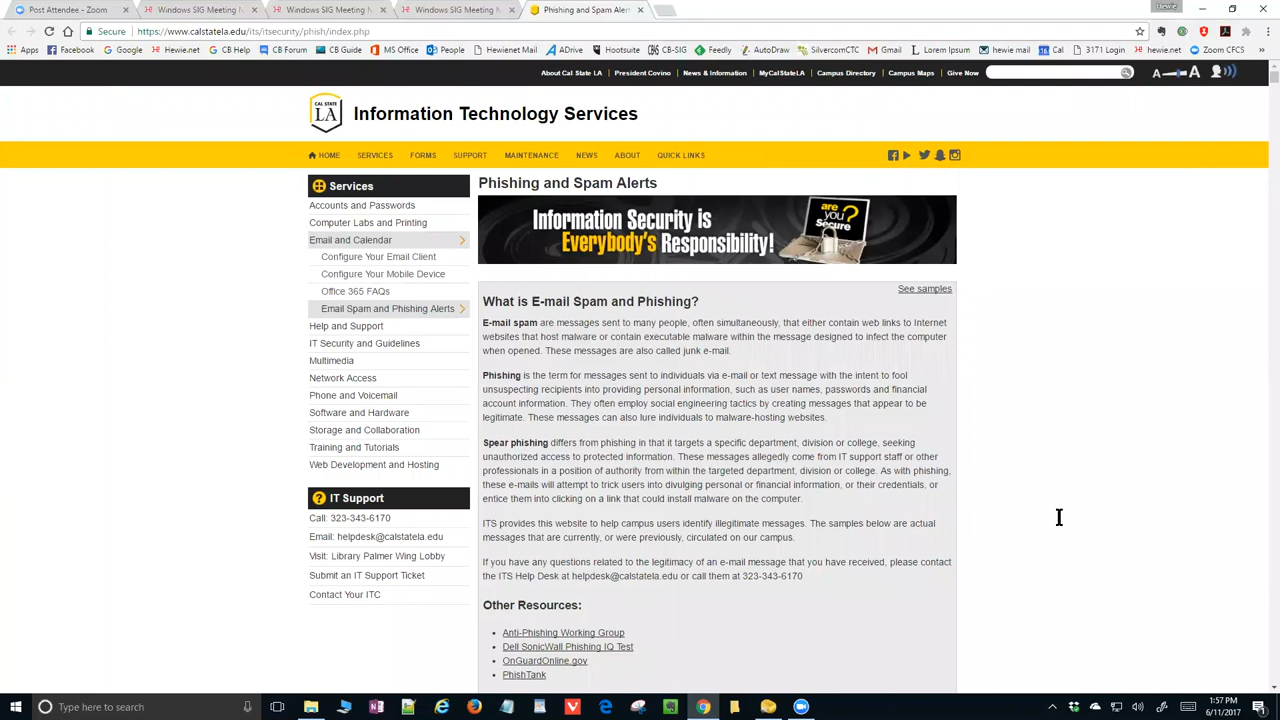 Post Attendee - Zoom
Windows SIG Meeting N
Windows SIG Meeting N
Windows SIG Meeting N
Phishing and Spam Alert
Hewie
Secure | https://www.calstatela.edu/its/itsecurity/phish/index.php
Facebook Google Hewie.net CB Help CB Forum CB Guide MS Office People Hewienet Mail ADrive Hootsuite CB-SIG Feedly AutoDraw SilvercomCTC Gmail Lorem Ipsum hewie mail Cal 3171 Login hewie.net Zoom CFCS
About Cal State LA | President Covino | News & Information | MyCalStateLA | Campus Directory | Campus Maps | Give Now
A A
CAL STATE
LA
Information Technology Services
HOME SERVICES FORMS SUPPORT MAINTENANCE NEWS ABOUT QUICK LINKS
Services
Accounts and Passwords
Computer Labs and Printing
Email and Calendar
Configure Your Email Client
Configure Your Mobile Device
Office 365 FAQs
Email Spam and Phishing Alerts
Help and Support
IT Security and Guidelines
Multimedia
Network Access
Phone and Voicemail
Software and Hardware
Storage and Collaboration
Training and Tutorials
Web Development and Hosting
IT Support
Call: 323-343-6170
Email: helpdesk@calstatela.edu
Visit: Library Palmer Wing Lobby
Submit an IT Support Ticket
Contact Your ITC
Phishing and Spam Alerts
Information Security is
Everybody's Responsibility!
are
you?
Secure
See samples
What is E-mail Spam and Phishing?
E-mail spam are messages sent to many people, often simultaneously, that either contain web links to Internet
websites that host malware or contain executable malware within the message designed to infect the computer
when opened. These messages are also called junk e-mail.
Phishing is the term for messages sent to individuals via e-mail or text message with the intent to fool
unsuspecting recipients into providing personal information, such as user names, passwords and financial
account information. They often employ social engineering tactics by creating messages that appear to be
legitimate. These messages can also lure individuals to malware-hosting websites.
Spear phishing differs from phishing in that it targets a specific department, division or college, seeking
unauthorized access to protected information. These messages allegedly come from IT support staff or other
professionals in a position of authority from within the targeted department, division or college. As with phishing,
these e-mails will attempt to trick users into divulging personal or financial information, or their credentials, or
entice them into clicking on a link that could install malware on the computer.
ITS provides this website to help campus users identify illegitimate messages. The samples below are actual
messages that are currently, or were previously, circulated on our campus.
If you have any questions related to the legitimacy of an e-mail message that you have received, please contact
the ITS Help Desk at helpdesk@calstatela.edu or call them at 323-343-6170
Other Resources:
• Anti-Phishing Working Group
• Dell SonicWall Phishing IQ Test
• OnGuardOnline.gov
• PhishTank
Type here to search
1:57 PM
6/11/2017